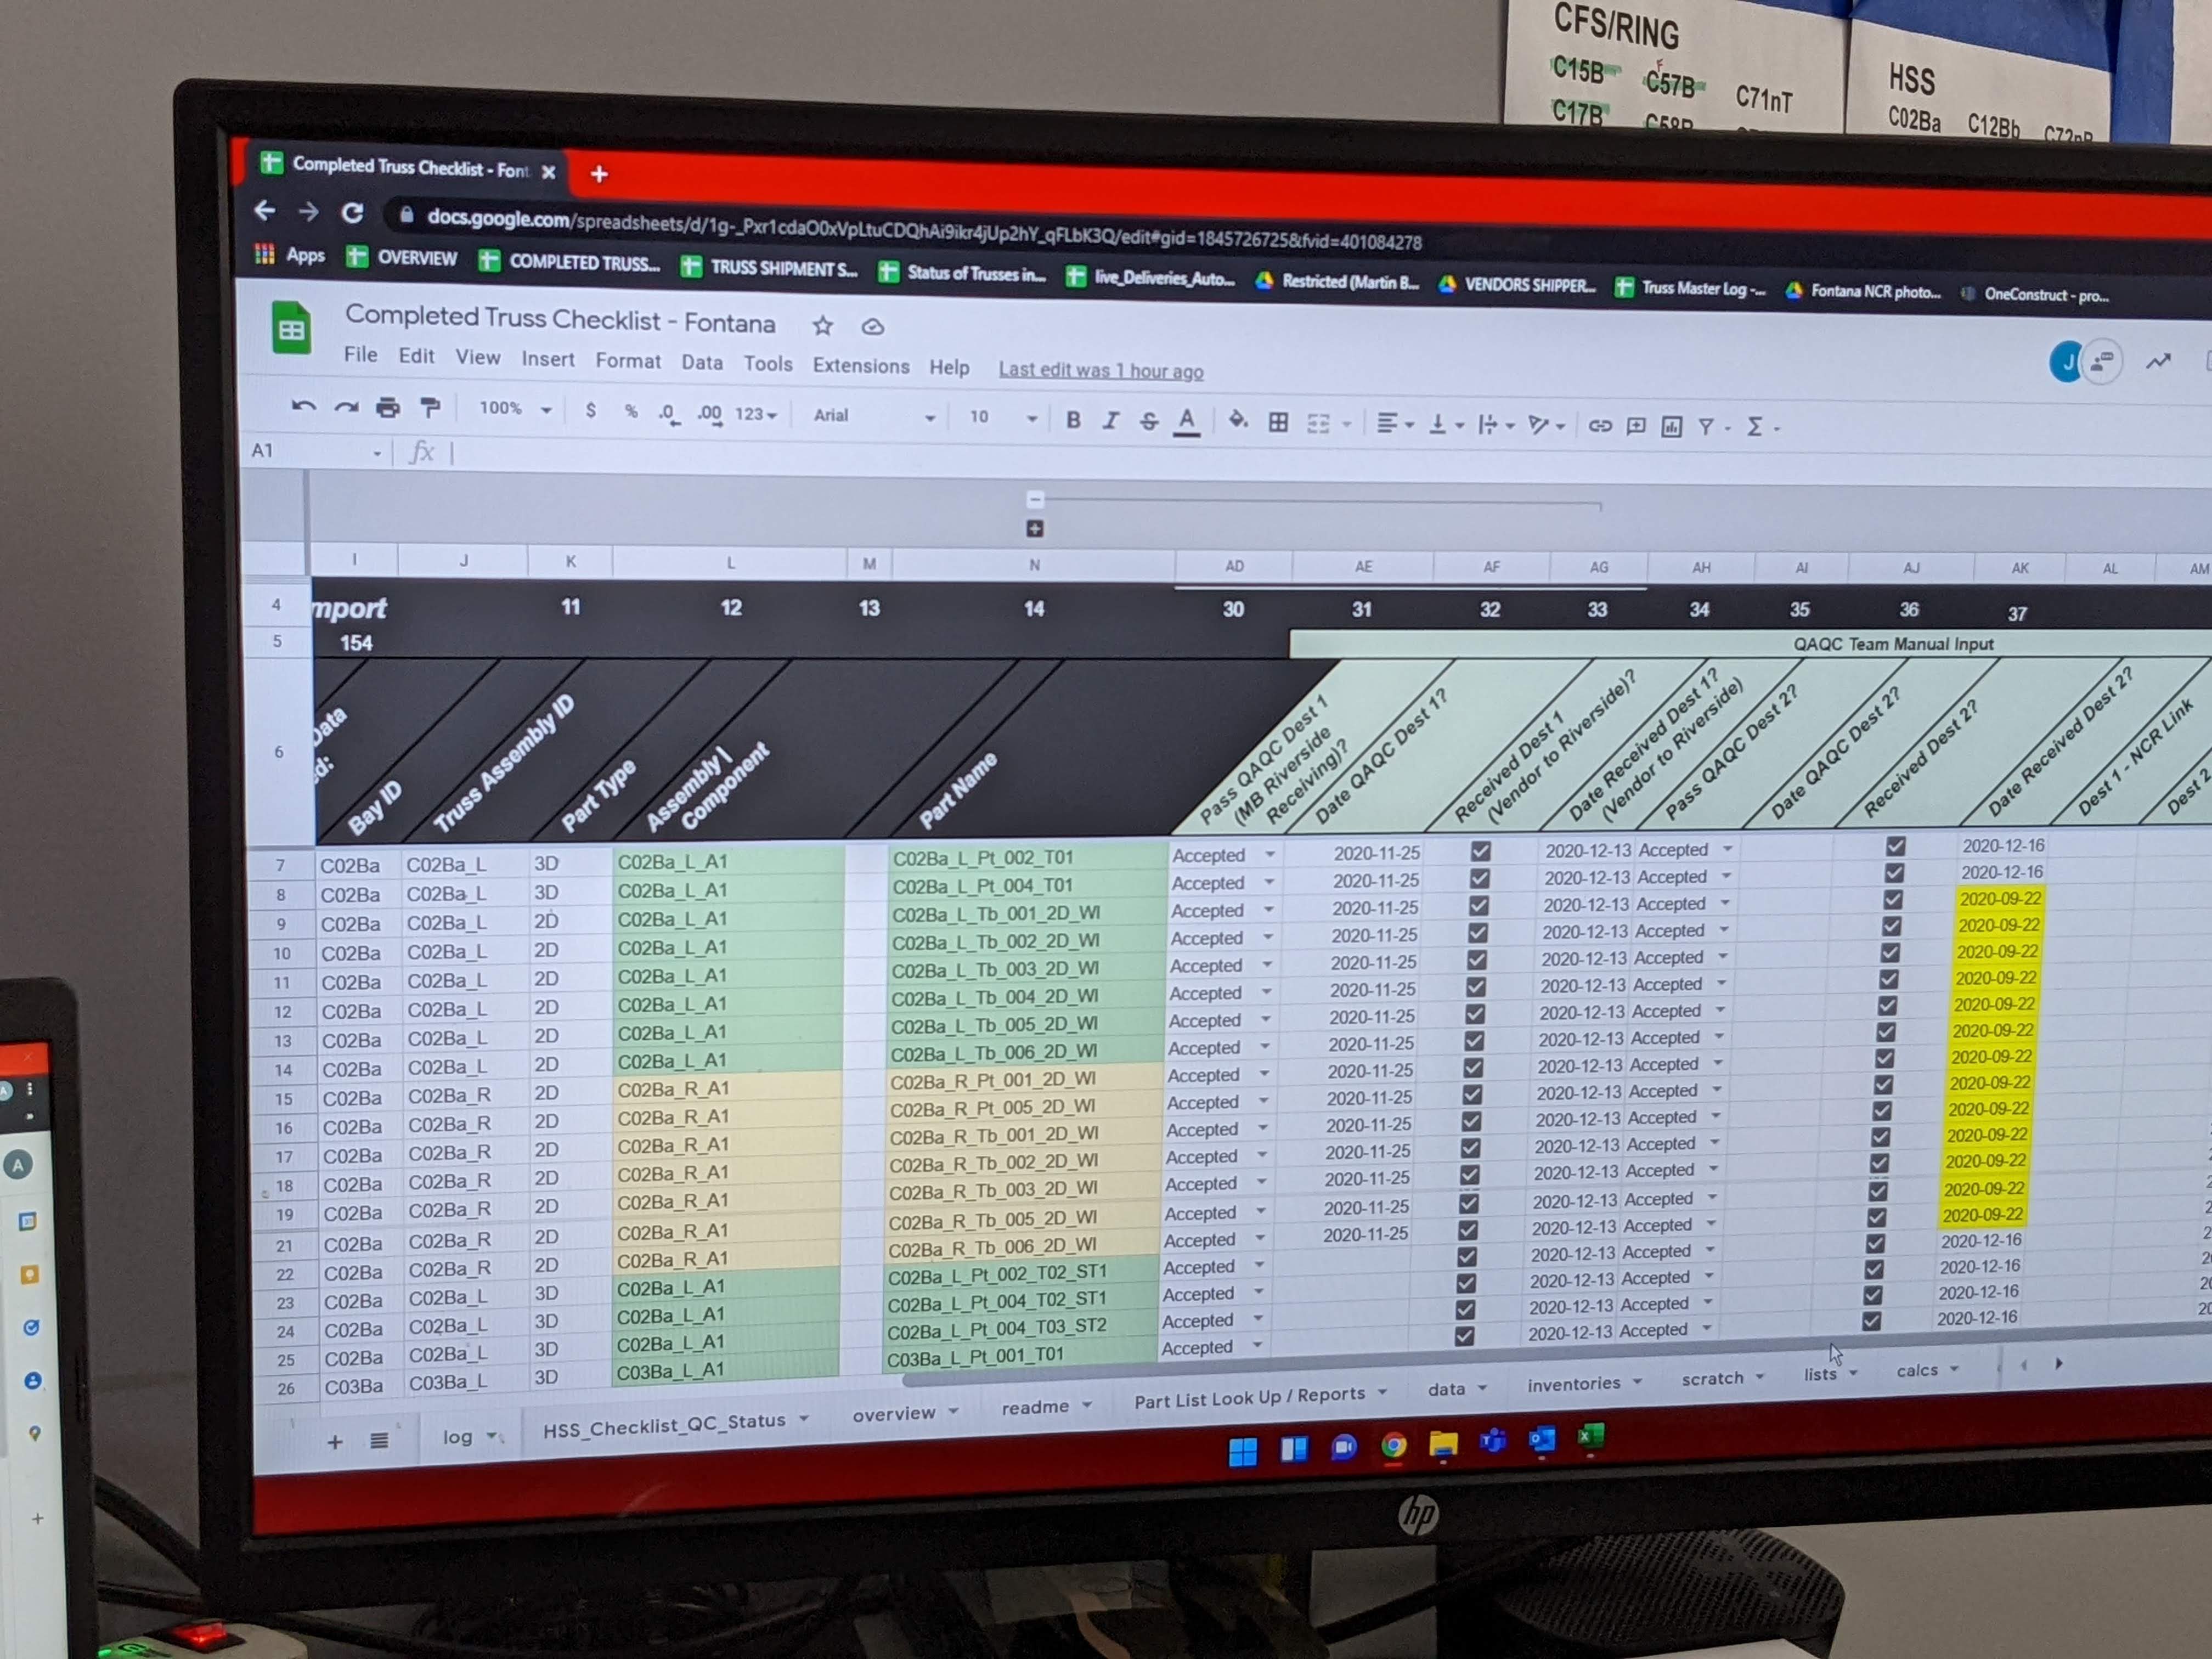 CFS/RING
C15B C57B C71nT
C17B C58B
HSS
C02Ba C12Bb C72nB
Completed Truss Checklist - Font
docs.google.com/spreadsheets/d/1g-_Pxr1cdaO0xVpLtuCDQhAi9ikr4jUp2hY_qFLbK3Q/edit#gid=1845726725&fvid=401084278
Apps OVERVIEW COMPLETED TRUSS... TRUSS SHIPMENT S... Status of Trusses in... live_Deliveries_Auto... Restricted (Martin B... VENDORS SHIPPER... Truss Master Log -... Fontana NCR photo... OneConstruct - pro...
Completed Truss Checklist - Fontana
File Edit View Insert Format Data Tools Extensions Help Last edit was 1 hour ago
J
100% $ % .0 .00 123 Arial 10 B I S A
A1 fx
I J K L M N AD AE AF AG AH AI AJ AK AL AM
4 mport 11 12 13 14 30 31 32 33 34 35 36 37
5 154 QAQC Team Manual Input
6
Data
ed:
Bay ID
Truss Assembly ID
Part Type
Assembly |
Component
Part Name
Pass QAQC Dest 1
(MB Riverside
Receiving)?
Date QAQC Dest 1?
Received Dest 1
(Vendor to Riverside)?
Date Received Dest 1?
(Vendor to Riverside)
Pass QAQC Dest 2?
Date QAQC Dest 2?
Received Dest 2?
Date Received Dest 2?
Dest 1 - NCR Link
Dest 2
7 C02Ba C02Ba_L 3D C02Ba_L_A1 C02Ba_L_Pt_002_T01 Accepted 2020-11-25 2020-12-13 Accepted 2020-12-16
8 C02Ba C02Ba_L 3D C02Ba_L_A1 C02Ba_L_Pt_004_T01 Accepted 2020-11-25 2020-12-13 Accepted 2020-12-16
9 C02Ba C02Ba_L 2D C02Ba_L_A1 C02Ba_L_Tb_001_2D_WI Accepted 2020-11-25 2020-12-13 Accepted 2020-09-22
10 C02Ba C02Ba_L 2D C02Ba_L_A1 C02Ba_L_Tb_002_2D_WI Accepted 2020-11-25 2020-12-13 Accepted 2020-09-22
11 C02Ba C02Ba_L 2D C02Ba_L_A1 C02Ba_L_Tb_003_2D_WI Accepted 2020-11-25 2020-12-13 Accepted 2020-09-22
12 C02Ba C02Ba_L 2D C02Ba_L_A1 C02Ba_L_Tb_004_2D_WI Accepted 2020-11-25 2020-12-13 Accepted 2020-09-22
13 C02Ba C02Ba_L 2D C02Ba_L_A1 C02Ba_L_Tb_005_2D_WI Accepted 2020-11-25 2020-12-13 Accepted 2020-09-22
14 C02Ba C02Ba_L 2D C02Ba_L_A1 C02Ba_L_Tb_006_2D_WI Accepted 2020-11-25 2020-12-13 Accepted 2020-09-22
15 C02Ba C02Ba_R 2D C02Ba_R_A1 C02Ba_R_Pt_001_2D_WI Accepted 2020-11-25 2020-12-13 Accepted 2020-09-22
16 C02Ba C02Ba_R 2D C02Ba_R_A1 C02Ba_R_Pt_005_2D_WI Accepted 2020-11-25 2020-12-13 Accepted 2020-09-22
17 C02Ba C02Ba_R 2D C02Ba_R_A1 C02Ba_R_Tb_001_2D_WI Accepted 2020-11-25 2020-12-13 Accepted 2020-09-22
18 C02Ba C02Ba_R 2D C02Ba_R_A1 C02Ba_R_Tb_002_2D_WI Accepted 2020-11-25 2020-12-13 Accepted 2020-09-22
19 C02Ba C02Ba_R 2D C02Ba_R_A1 C02Ba_R_Tb_003_2D_WI Accepted 2020-11-25 2020-12-13 Accepted 2020-09-22
21 C02Ba C02Ba_R 2D C02Ba_R_A1 C02Ba_R_Tb_005_2D_WI Accepted 2020-11-25 2020-12-13 Accepted 2020-09-22
22 C02Ba C02Ba_R 2D C02Ba_R_A1 C02Ba_R_Tb_006_2D_WI Accepted 2020-11-25 2020-12-13 Accepted 2020-09-22
23 C02Ba C02Ba_L 3D C02Ba_L_A1 C02Ba_L_Pt_002_T02_ST1 Accepted 2020-12-13 Accepted 2020-12-16
24 C02Ba C02Ba_L 3D C02Ba_L_A1 C02Ba_L_Pt_004_T02_ST1 Accepted 2020-12-13 Accepted 2020-12-16
25 C02Ba C02Ba_L 3D C02Ba_L_A1 C02Ba_L_Pt_004_T03_ST2 Accepted 2020-12-13 Accepted 2020-12-16
26 C03Ba C03Ba_L 3D C03Ba_L_A1 C03Ba_L_Pt_001_T01 Accepted 2020-12-13 Accepted 2020-12-16
log HSS_Checklist_QC_Status overview readme Part List Look Up / Reports data inventories scratch lists calcs
hp
A